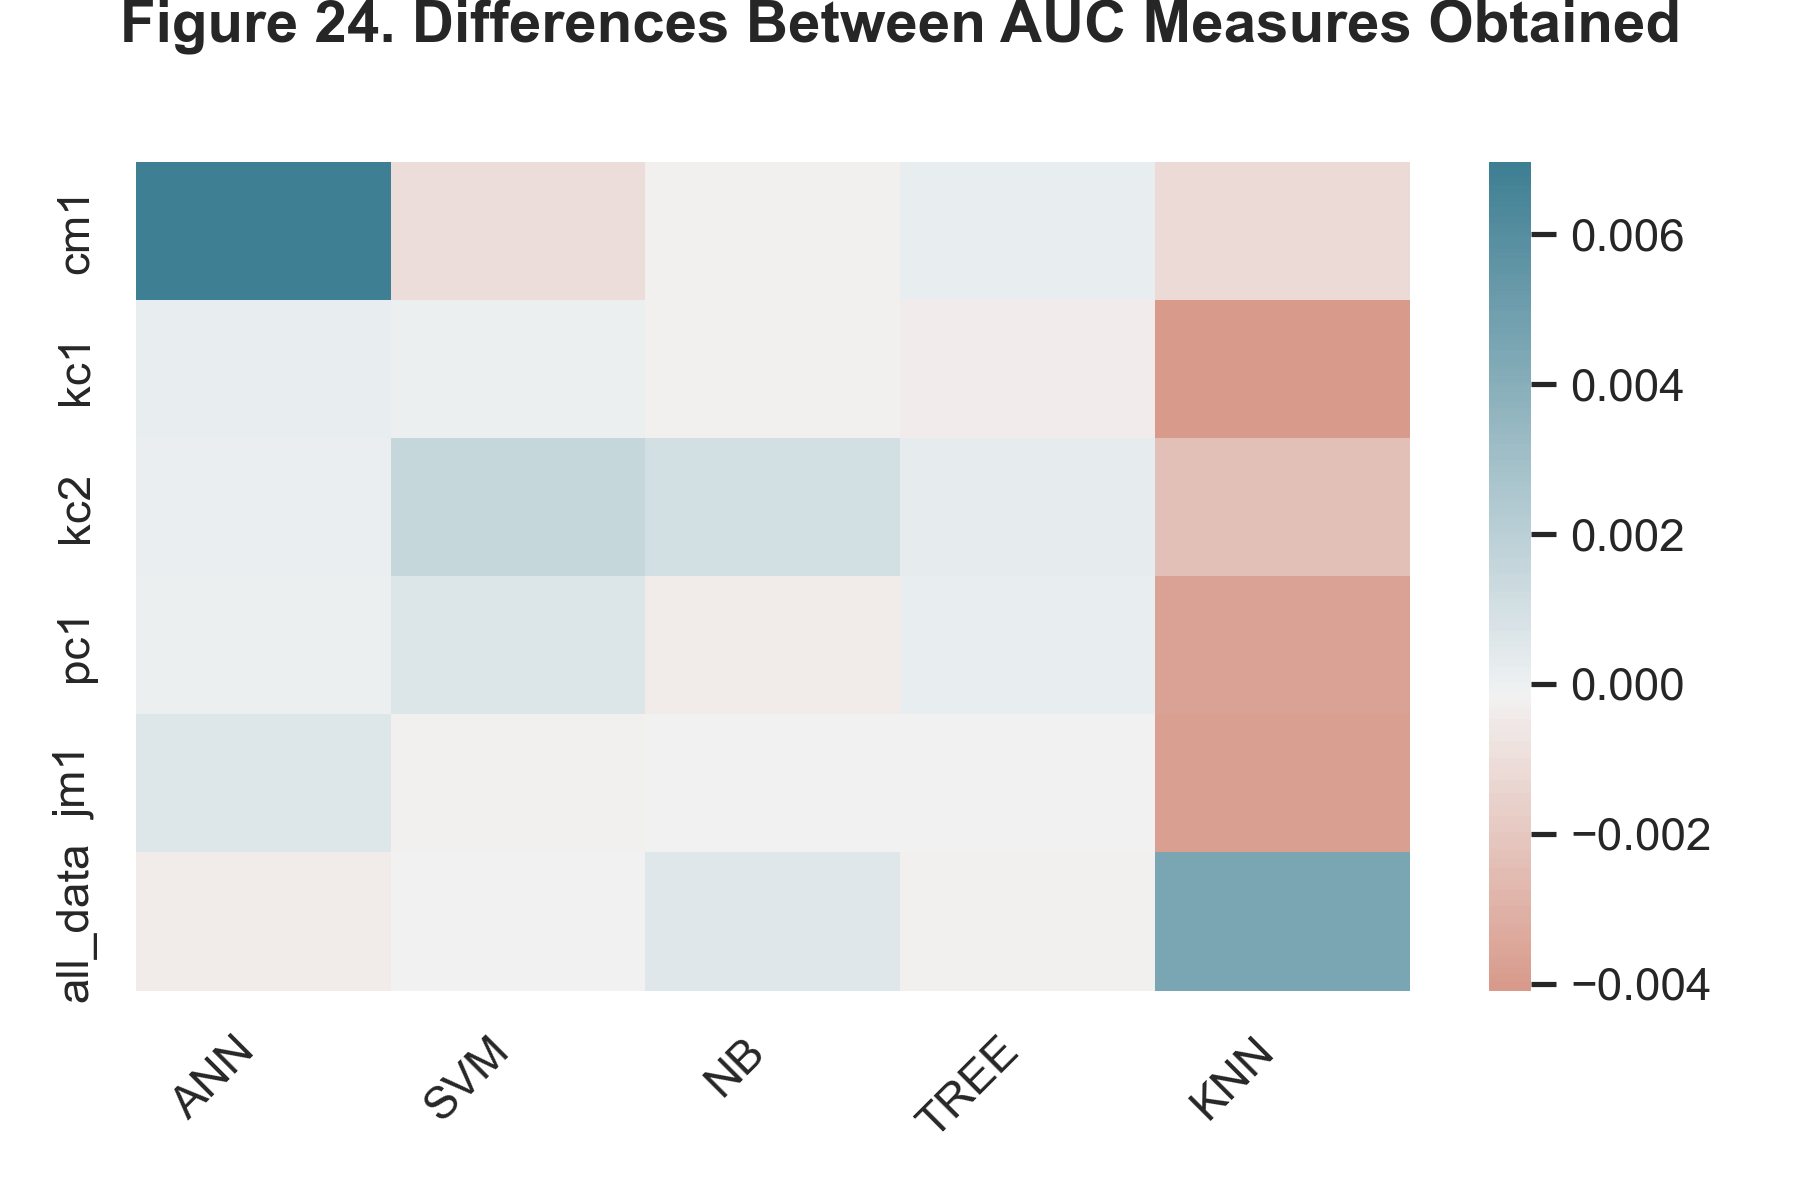 Figure 24. Differences Between AUC Measures Obtained
cm1
kc1
kc2
pc1
jm1
all_data
ANN
SVM
NB
TREE
KNN
0.006
0.004
0.002
0.000
−0.002
−0.004